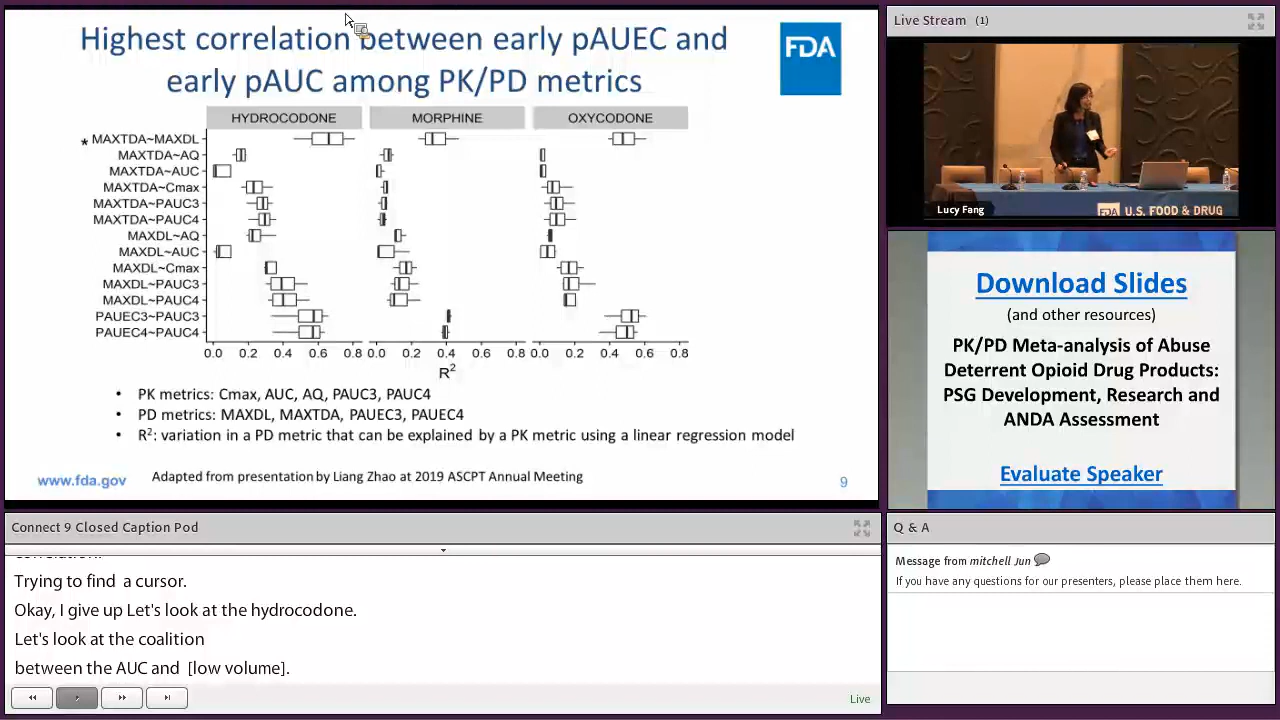 Highest correlation between early pAUEC and
early pAUC among PK/PD metrics
FDA
HYDROCODONE MORPHINE OXYCODONE
* MAXTDA~MAXDL
MAXTDA~AQ
MAXTDA~AUC
MAXTDA~Cmax
MAXTDA~PAUC3
MAXTDA~PAUC4
MAXDL~AQ
MAXDL~AUC
MAXDL~Cmax
MAXDL~PAUC3
MAXDL~PAUC4
PAUEC3~PAUC3
PAUEC4~PAUC4
0.0 0.2 0.4 0.6 0.8 0.0 0.2 0.4 0.6 0.8 0.0 0.2 0.4 0.6 0.8
R²
• PK metrics: Cmax, AUC, AQ, PAUC3, PAUC4
• PD metrics: MAXDL, MAXTDA, PAUEC3, PAUEC4
• R²: variation in a PD metric that can be explained by a PK metric using a linear regression model
www.fda.gov
Adapted from presentation by Liang Zhao at 2019 ASCPT Annual Meeting
9
Live Stream (1)
Lucy Fang
FDA U.S. FOOD & DRUG
Download Slides
(and other resources)
PK/PD Meta-analysis of Abuse
Deterrent Opioid Drug Products:
PSG Development, Research and
ANDA Assessment
Evaluate Speaker
Connect 9 Closed Caption Pod
Trying to find a cursor.
Okay, I give up Let's look at the hydrocodone.
Let's look at the coalition
between the AUC and [low volume].
Live
Q & A
Message from mitchell Jun
If you have any questions for our presenters, please place them here.